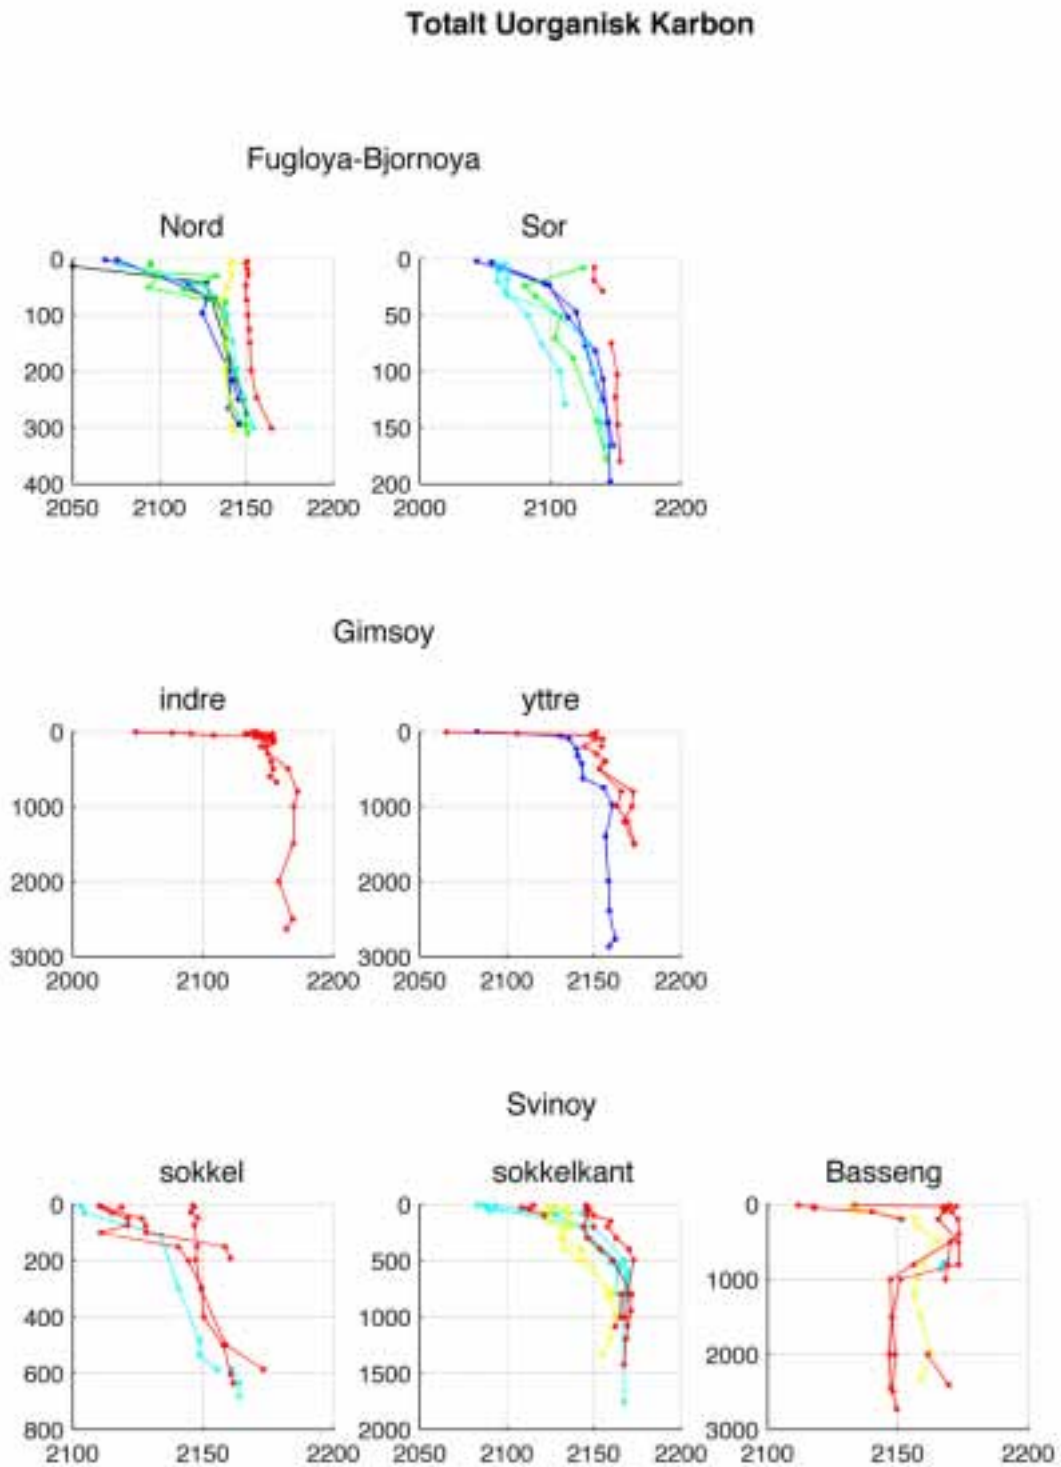 Totalt Uorganisk Karbon
Fugloya-Bjornoya
Nord Sor
0 0
100 50
200 100
300 150
400 200
2050 2100 2150 2200 2000 2100 2200
Gimsoy
indre yttre
0 0
1000 1000
2000 2000
3000 3000
2000 2100 2200 2050 2100 2150 2200
Svinoy
sokkel sokkelkant Basseng
0 0 0
200 500 1000
400 1000 2000
600 1500 3000
800 2000
2100 2150 2200 2000 2100 2200 2100 2150 2200